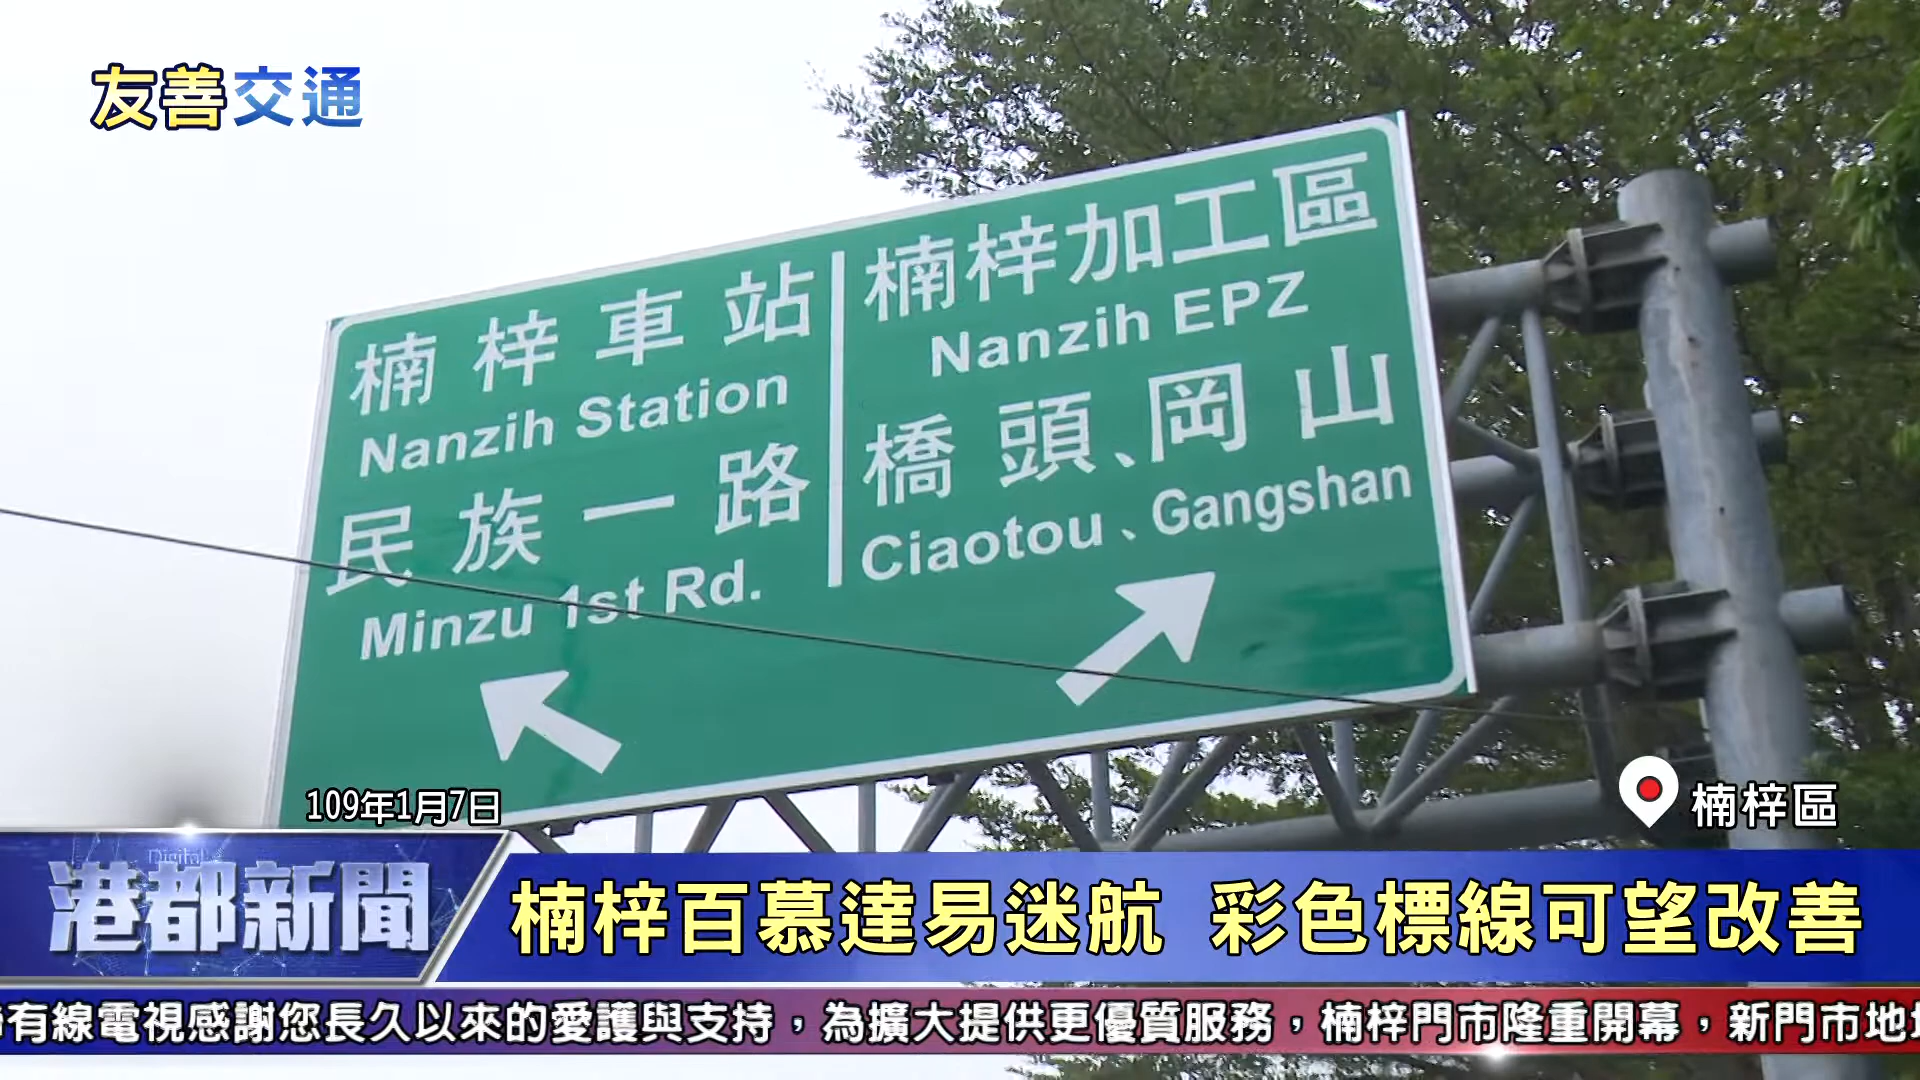 友善交通
楠梓車站
Nanzih Station
民族一路
Minzu 1st Rd.
楠梓加工區
Nanzih EPZ
橋頭、岡山
Ciaotou、Gangshan
109年1月7日
楠梓區
Digital
港都新聞
楠梓百慕達易迷航 彩色標線可望改善
有線電視感謝您長久以來的愛護與支持，為擴大提供更優質服務，楠梓門市隆重開幕，新門市地